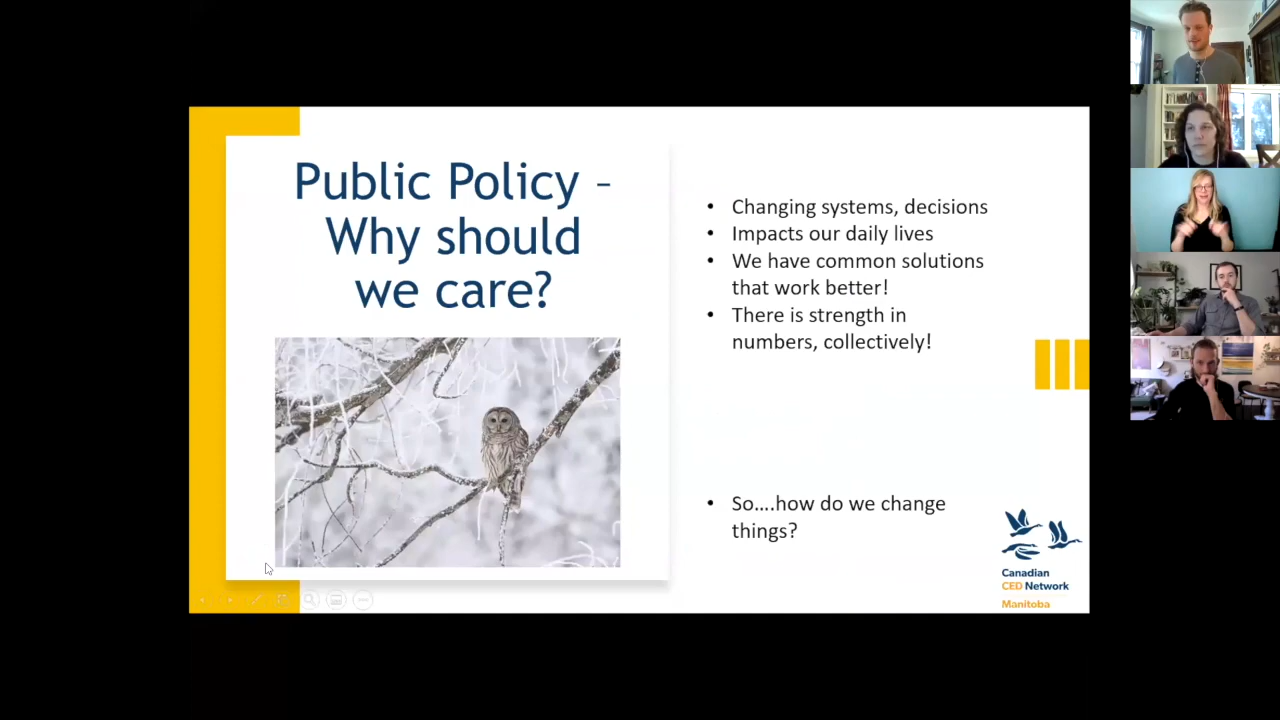 Public Policy –
Why should
we care?
• Changing systems, decisions
• Impacts our daily lives
• We have common solutions
that work better!
• There is strength in
numbers, collectively!
• So....how do we change
things?
Canadian
CED Network
Manitoba